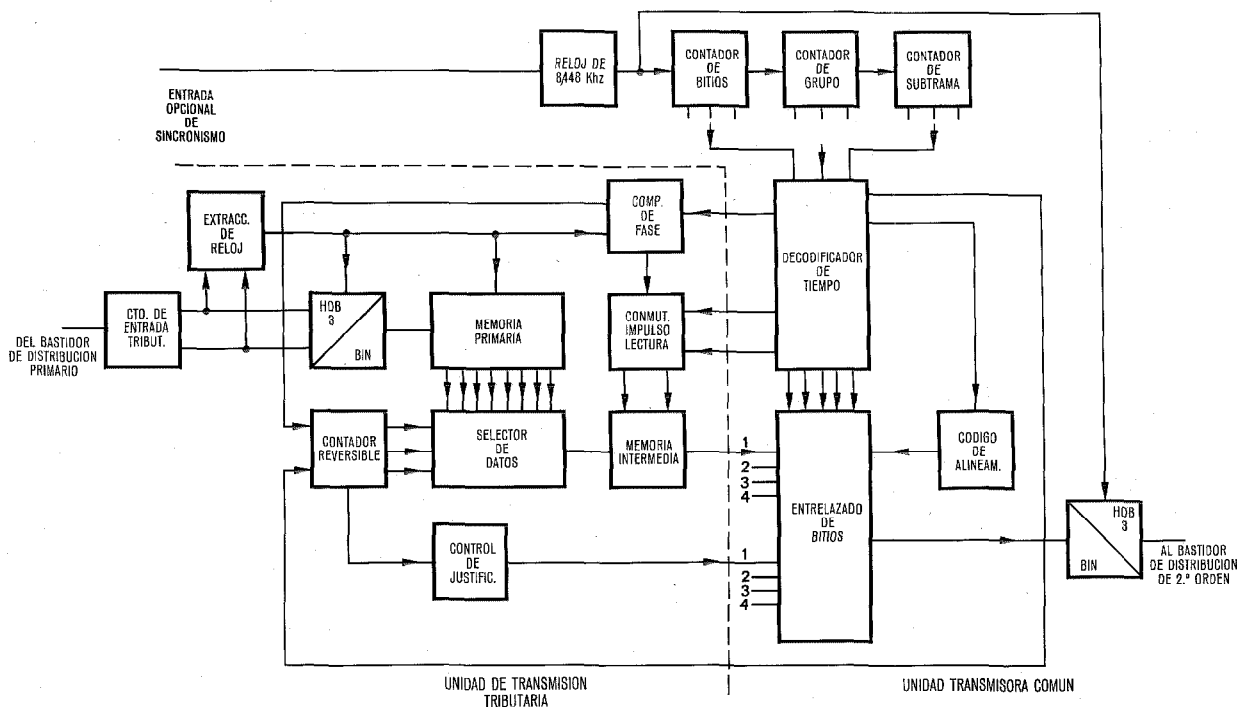 RELOJ DE
8,448 Khz
CONTADOR
DE
BITIOS
CONTADOR
DE
GRUPO
CONTADOR
DE
SUBTRAMA
ENTRADA
OPCIONAL
DE
SINCRONISMO
EXTRACC.
DE
RELOJ
COMP.
DE
FASE
DECODIFICADOR
DE
TIEMPO
CTO. DE
ENTRADA
TRIBUT.
HDB
3
BIN
MEMORIA
PRIMARIA
CONMUT.
IMPULSO
LECTURA
DEL BASTIDOR
DE DISTRIBUCION
PRIMARIO
CONTADOR
REVERSIBLE
SELECTOR
DE
DATOS
MEMORIA
INTERMEDIA
1
2
3
4
CODIGO
DE
ALINEAM.
ENTRELAZADO
DE
BITIOS
CONTROL
DE
JUSTIFIC.
1
2
3
4
HDB
3
BIN
AL BASTIDOR
DE DISTRIBUCION
DE 2.º ORDEN
UNIDAD DE TRANSMISION
TRIBUTARIA
UNIDAD TRANSMISORA COMUN